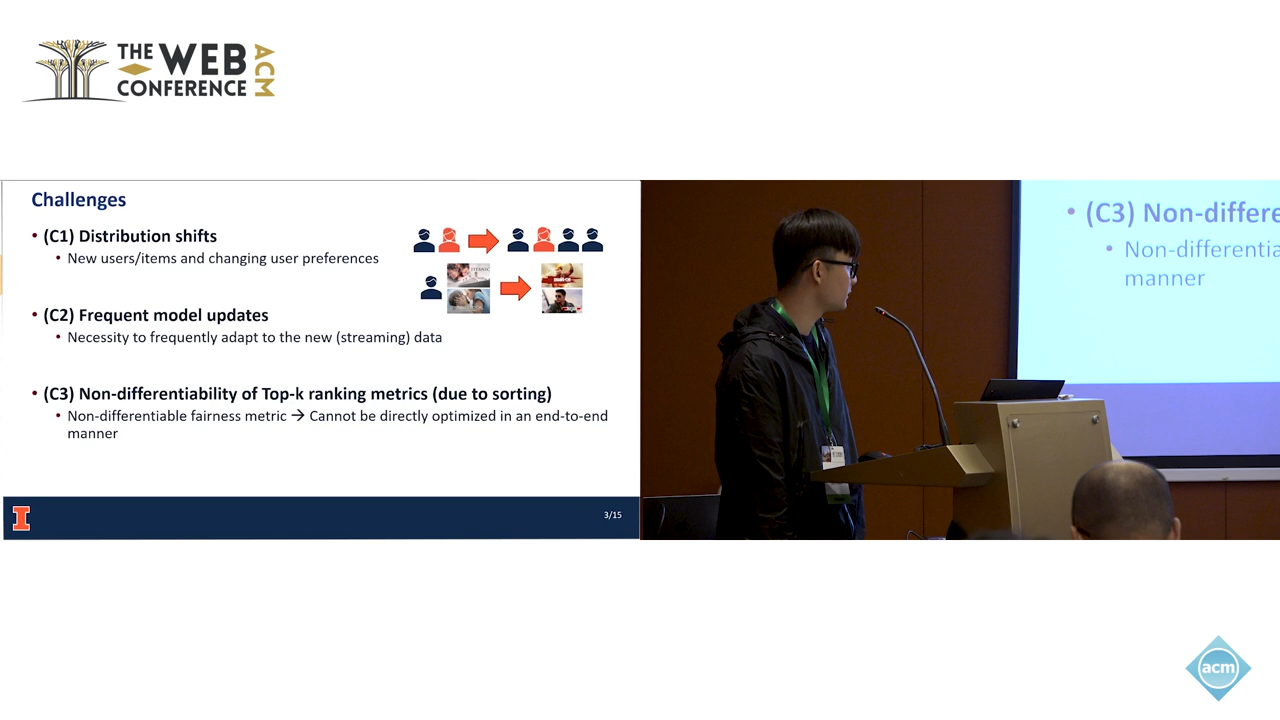 THE WEB
CONFERENCE
ACM
Challenges
• (C1) Distribution shifts
• New users/items and changing user preferences
TITANIC
• (C2) Frequent model updates
• Necessity to frequently adapt to the new (streaming) data
• (C3) Non-differentiability of Top-k ranking metrics (due to sorting)
• Non-differentiable fairness metric → Cannot be directly optimized in an end-to-end
manner
I
3/15
• (C3) Non-differe
• Non-differentia
manner
acm